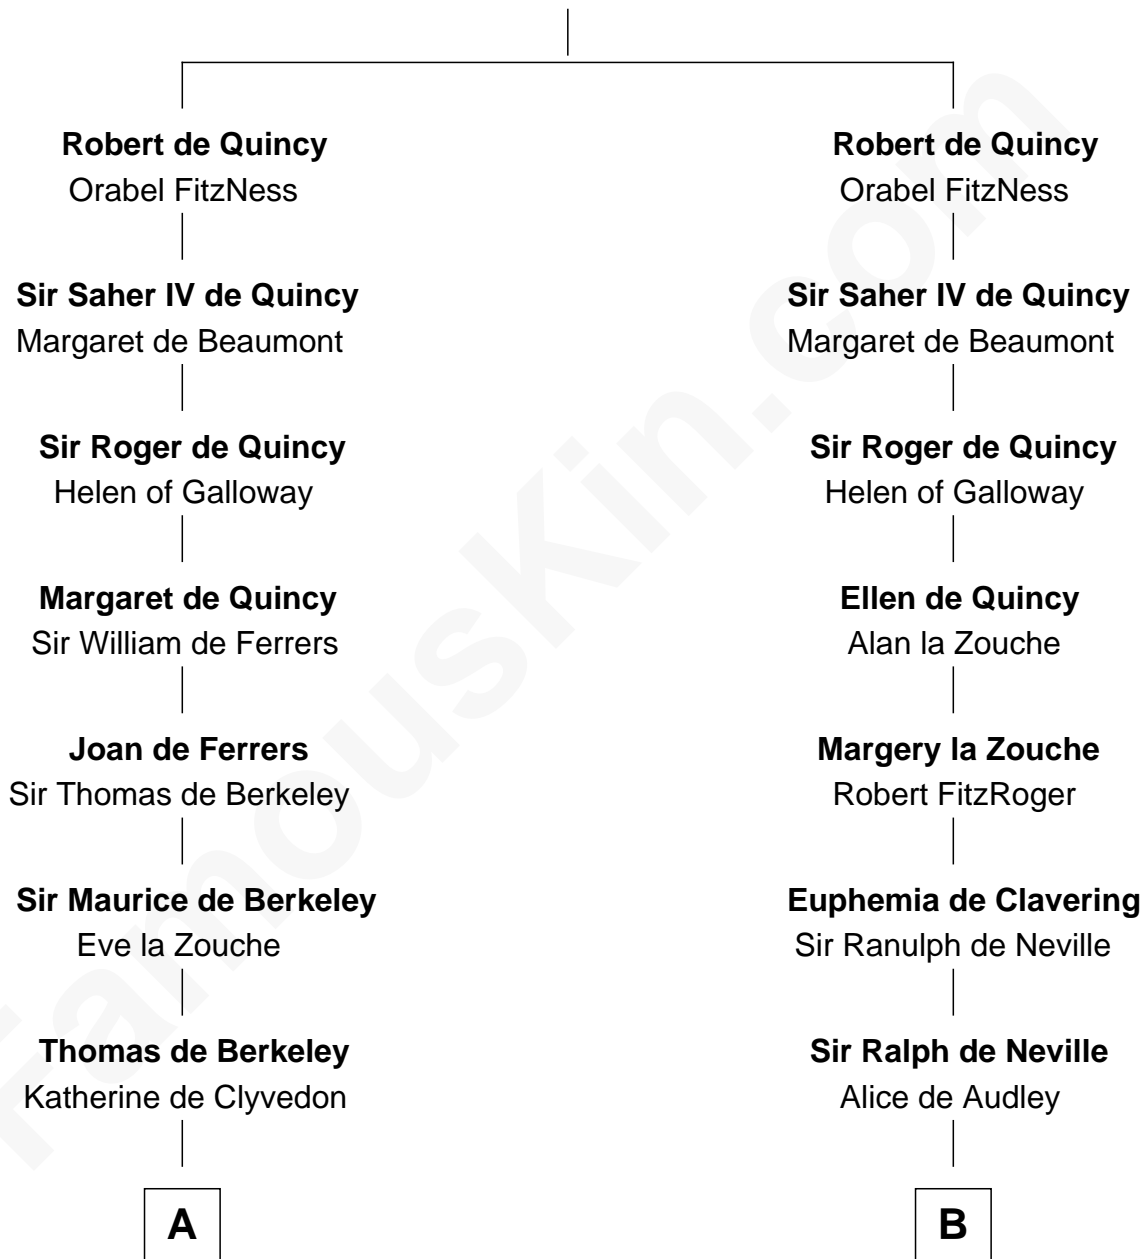 Robert de Quincy
Orabel FitzNess
Sir Saher IV de Quincy
Margaret de Beaumont
Sir Roger de Quincy
Helen of Galloway
Margaret de Quincy
Sir William de Ferrers
Joan de Ferrers
Sir Thomas de Berkeley
Sir Maurice de Berkeley
Eve la Zouche
Thomas de Berkeley
Katherine de Clyvedon
A
Robert de Quincy
Orabel FitzNess
Sir Saher IV de Quincy
Margaret de Beaumont
Sir Roger de Quincy
Helen of Galloway
Ellen de Quincy
Alan la Zouche
Margery la Zouche
Robert FitzRoger
Euphemia de Clavering
Sir Ranulph de Neville
Sir Ralph de Neville
Alice de Audley
B
FamousKin.com